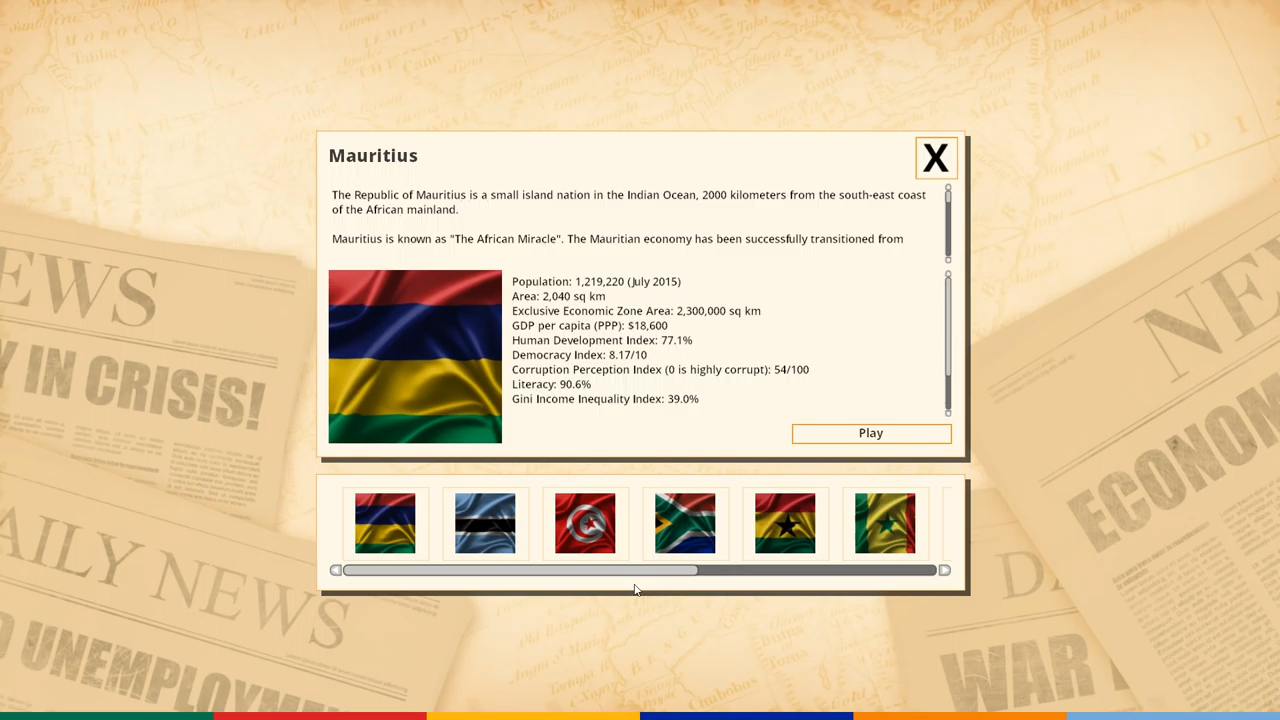 Mauritius
X
The Republic of Mauritius is a small island nation in the Indian Ocean, 2000 kilometers from the south-east coast
of the African mainland.
Mauritius is known as "The African Miracle". The Mauritian economy has been successfully transitioned from
Population: 1,219,220 (July 2015)
Area: 2,040 sq km
Exclusive Economic Zone Area: 2,300,000 sq km
GDP per capita (PPP): $18,600
Human Development Index: 77.1%
Democracy Index: 8.17/10
Corruption Perception Index (0 is highly corrupt): 54/100
Literacy: 90.6%
Gini Income Inequality Index: 39.0%
Play
EWS
Y IN CRISIS!
AILY NEWS
UNEMPLOYM
NE
ECONOM
DA
WAR